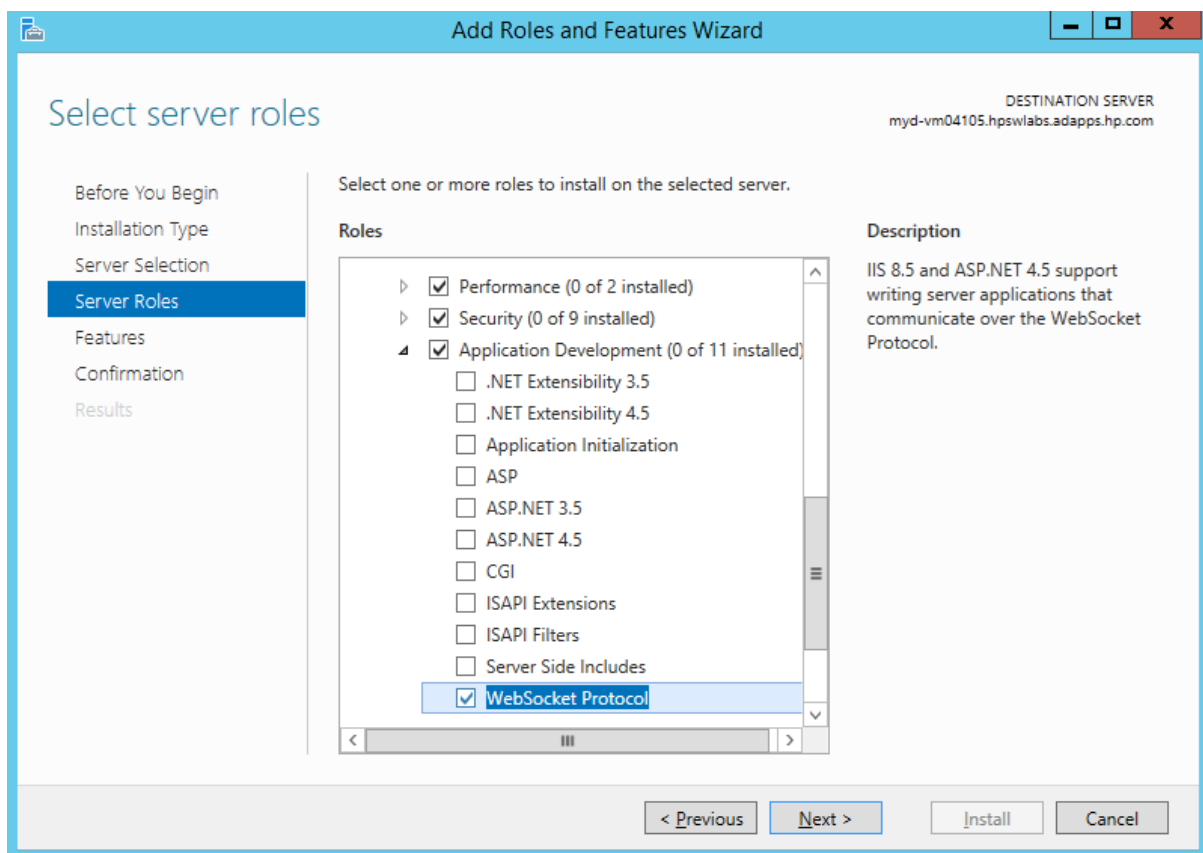 Add Roles and Features Wizard
Select server roles
DESTINATION SERVER
myd-vm04105.hpswlabs.adapps.hp.com
Before You Begin
Installation Type
Server Selection
Server Roles
Features
Confirmation
Results
Select one or more roles to install on the selected server.
Roles
Performance (0 of 2 installed)
Security (0 of 9 installed)
Application Development (0 of 11 installed)
.NET Extensibility 3.5
.NET Extensibility 4.5
Application Initialization
ASP
ASP.NET 3.5
ASP.NET 4.5
CGI
ISAPI Extensions
ISAPI Filters
Server Side Includes
WebSocket Protocol
Description
IIS 8.5 and ASP.NET 4.5 support
writing server applications that
communicate over the WebSocket
Protocol.
< Previous
Next >
Install
Cancel